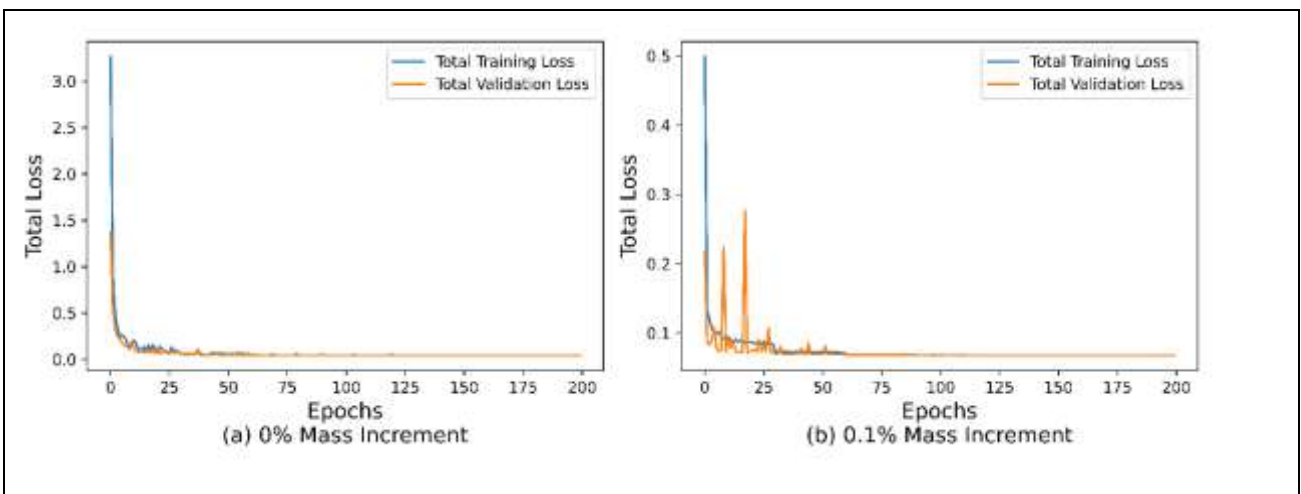 Total Training Loss
Total Validation Loss
Total Loss
3.0
2.5
2.0
1.5
1.0
0.5
0.0
0 25 50 75 100 125 150 175 200
Epochs
(a) 0% Mass Increment
Total Training Loss
Total Validation Loss
Total Loss
0.5
0.4
0.3
0.2
0.1
0 25 50 75 100 125 150 175 200
Epochs
(b) 0.1% Mass Increment